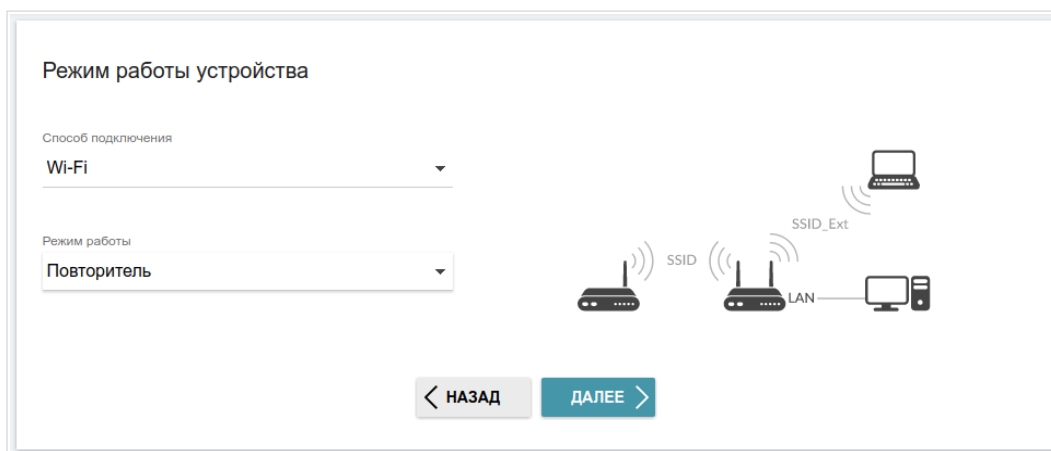 Режим работы устройства
Способ подключения
Wi-Fi
Режим работы
Повторитель
SSID_Ext
SSID
LAN
НАЗАД
ДАЛЕЕ